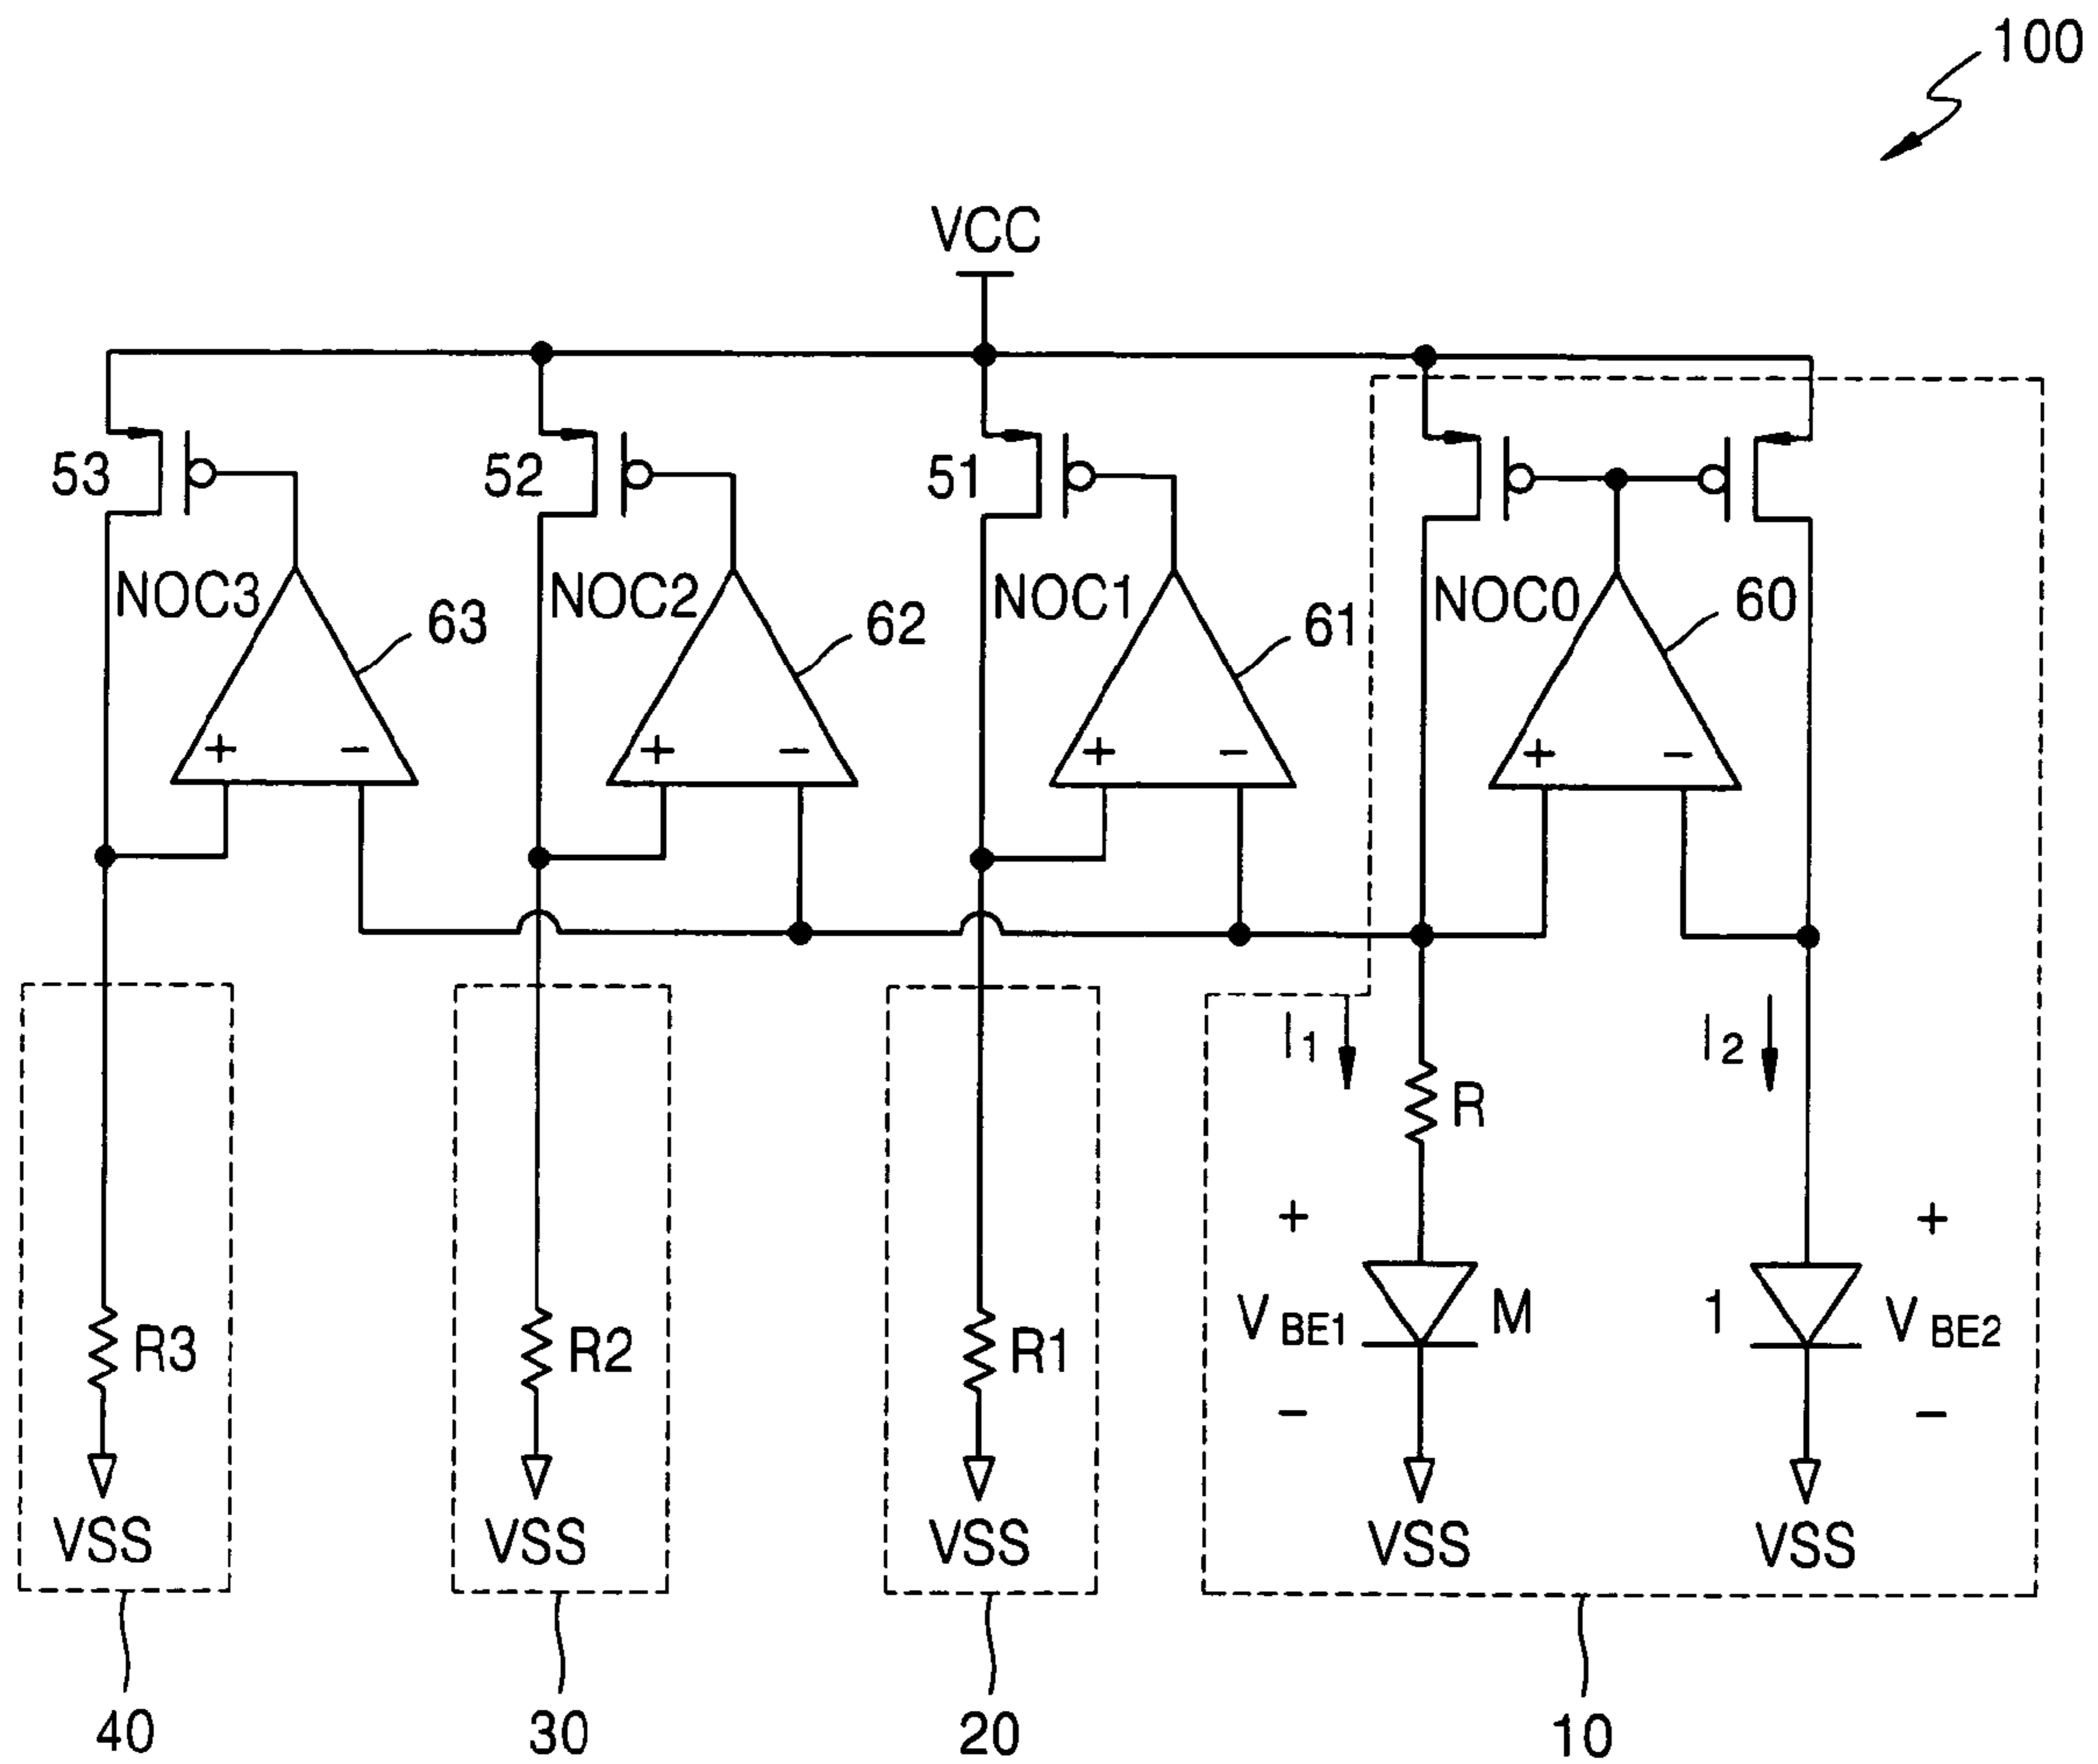 100
VCC
53
52
51
NOC3
NOC2
NOC1
NOC0
63
62
61
60
+ −
+ −
+ −
+ −
I1
I2
R
+
+
VBE1
M
1
VBE2
R3
R2
R1
−
−
VSS
VSS
VSS
VSS
VSS
40
30
20
10